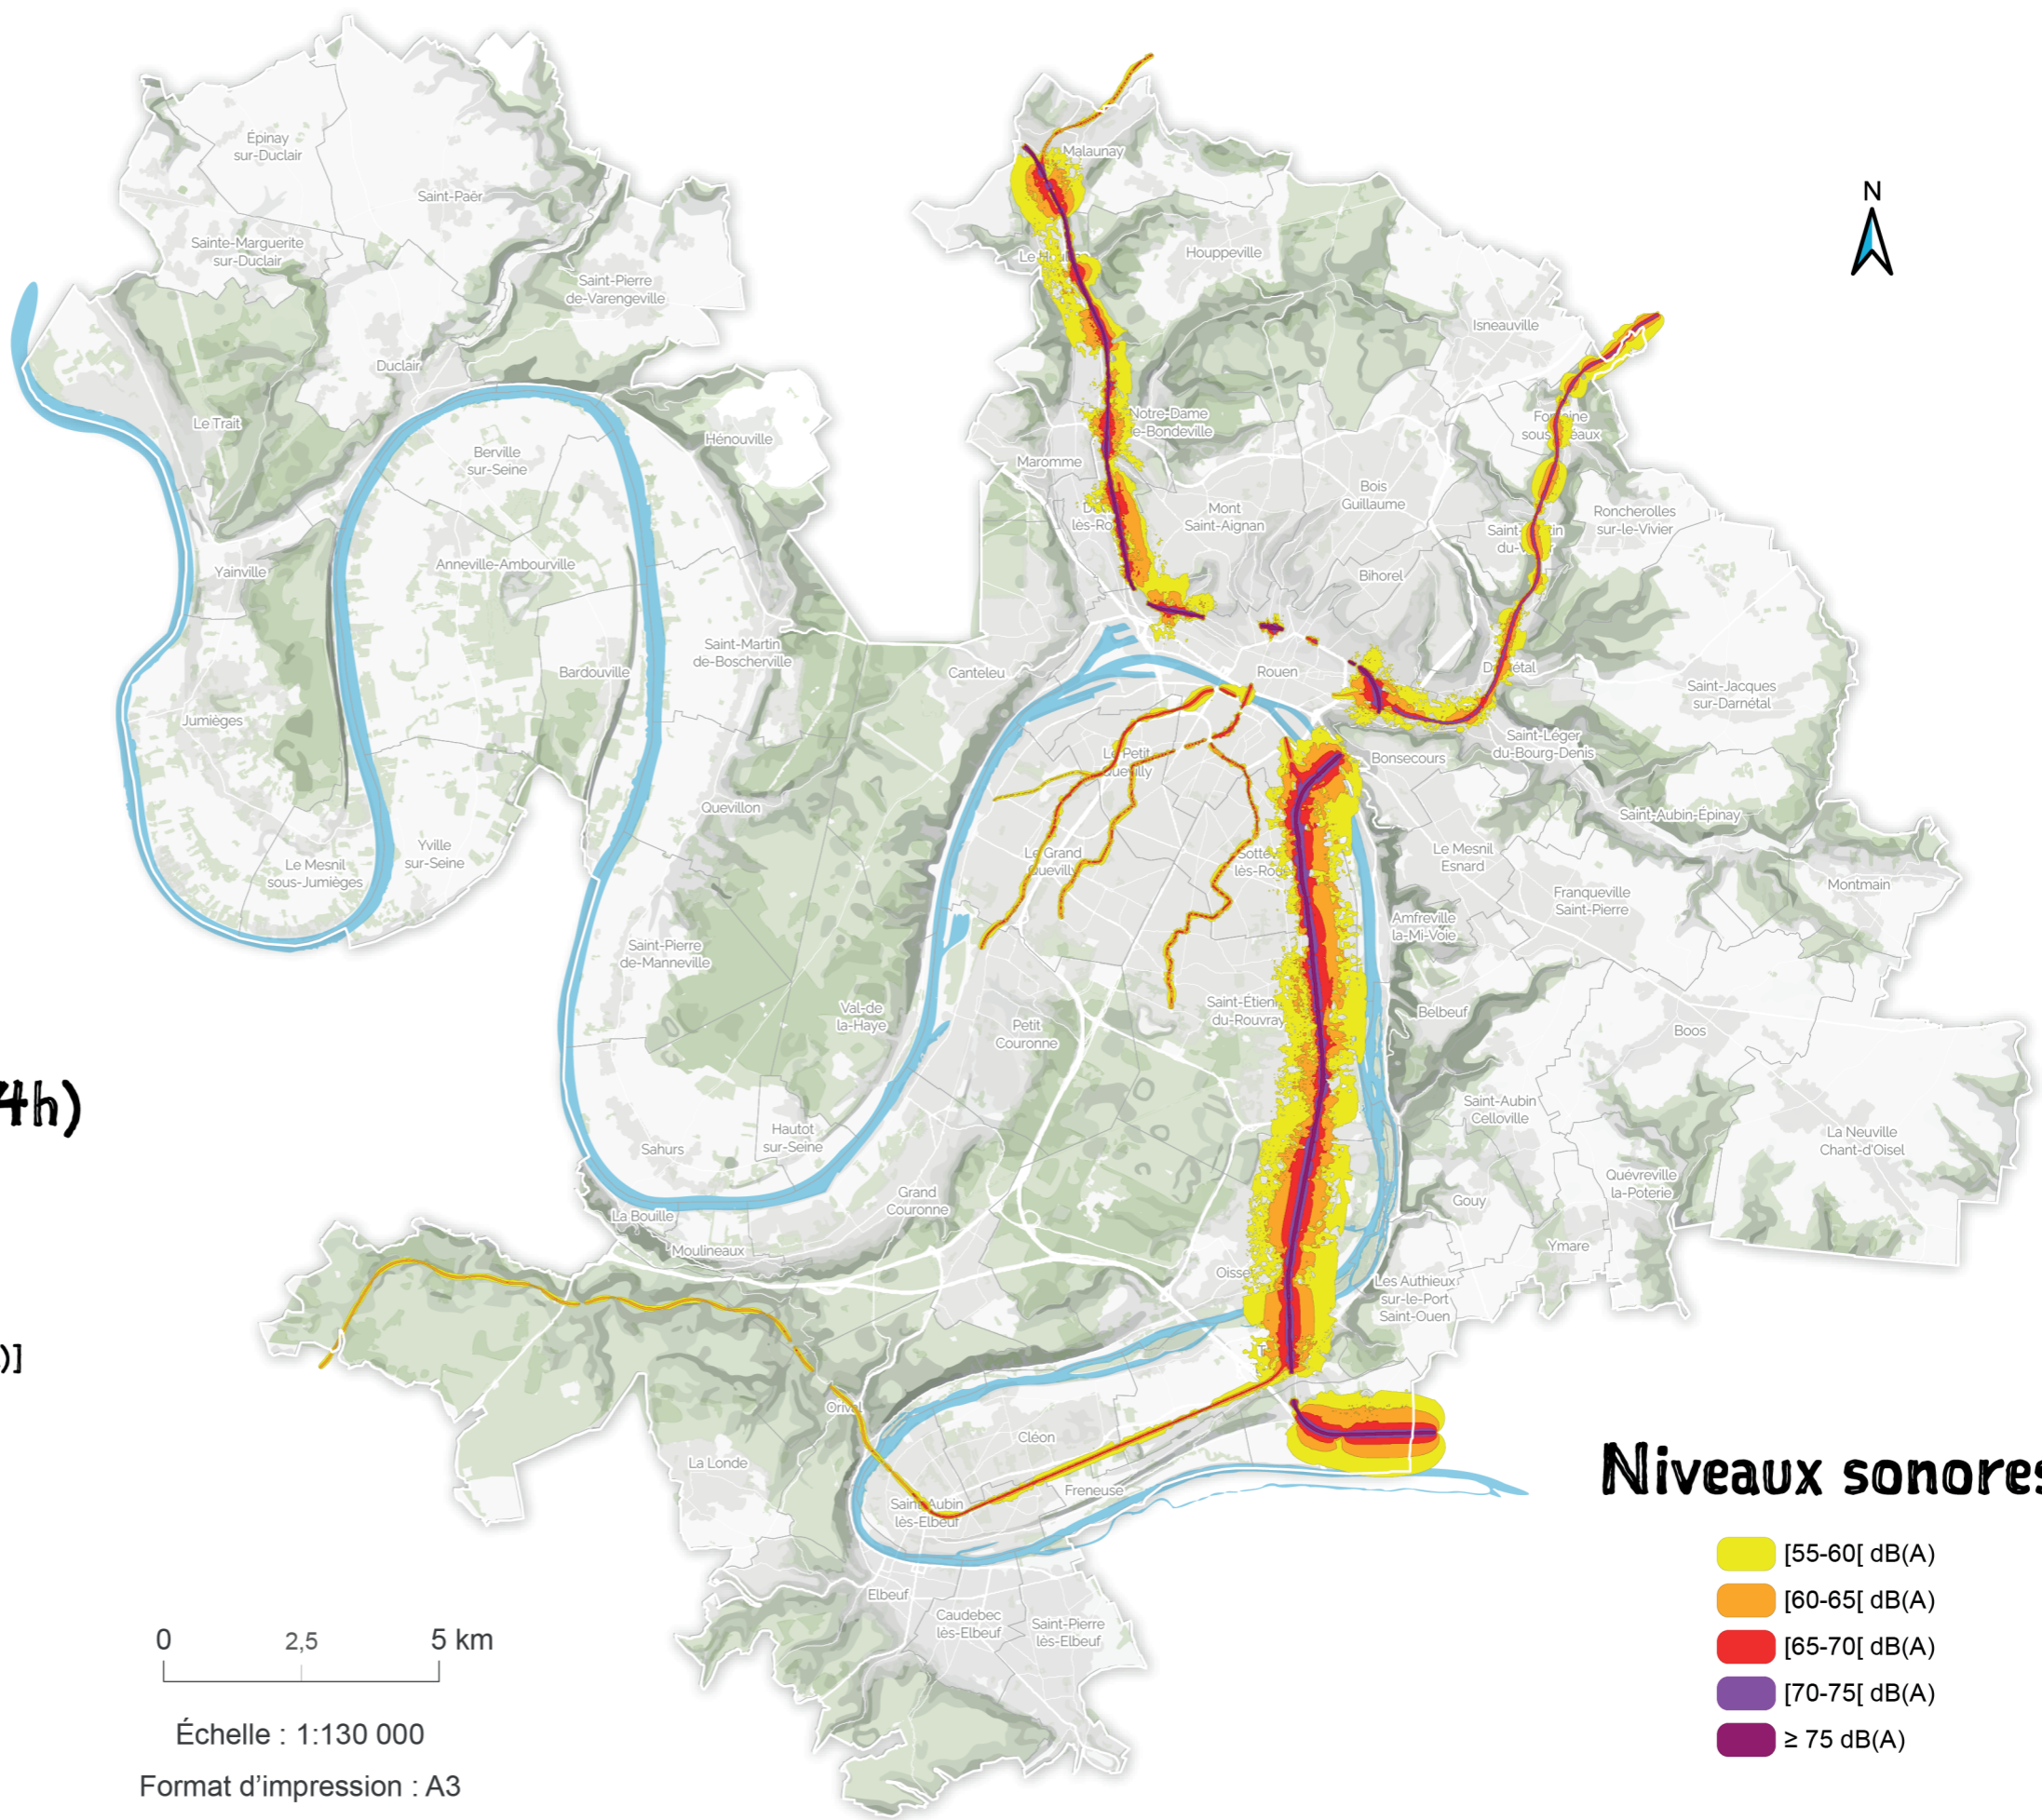 N
Épinay
sur-Duclair
Saint-Paër
Sainte-Marguerite
sur-Duclair
Saint-Pierre
de-Varengeville
Duclair
Le Trait
Hénouville
Berville
sur-Seine
Yainville
Anneville-Ambourville
Saint-Martin
de-Boscherville
Bardouville
Jumièges
Quevillon
Le Mesnil
sous-Jumièges
Yville
sur-Seine
Saint-Pierre
de-Manneville
Val-de
la-Haye
Sahurs
Hautot
sur-Seine
La Bouille
Moulineaux
Grand
Couronne
Petit
Couronne
Malaunay
Houppeville
Isneauville
Notre-Dame
e-Bondeville
Maromme
Mont
Saint-Aignan
Bois
Guillaume
Bihorel
Roncherolles
sur-le-Vivier
Canteleu
Rouen
Saint-Jacques
sur-Darnétal
Saint-Léger
du-Bourg-Denis
Bonsecours
Le Petit
Quevilly
Le Grand
Quevilly
Saint-Aubin-Épinay
Le Mesnil
Esnard
Montmain
Franqueville
Saint-Pierre
Amfreville
la-Mi-Voie
Belbeuf
Boos
Saint-Aubin
Celloville
La Neuville
Chant-d'Oisel
Quévreville
la-Poterie
Gouy
Ymare
Les Authieux
sur-le-Port
Saint-Ouen
du-Rouvray
Orival
Cléon
La Londe
Freneuse
Saint-Aubin
lès-Elbeuf
Elbeuf
Caudebec
lès-Elbeuf
Saint-Pierre
lès-Elbeuf
4h)
)]
0 2,5 5 km
Échelle : 1:130 000
Format d'impression : A3
Niveaux sonores
[55-60[ dB(A)
[60-65[ dB(A)
[65-70[ dB(A)
[70-75[ dB(A)
≥ 75 dB(A)